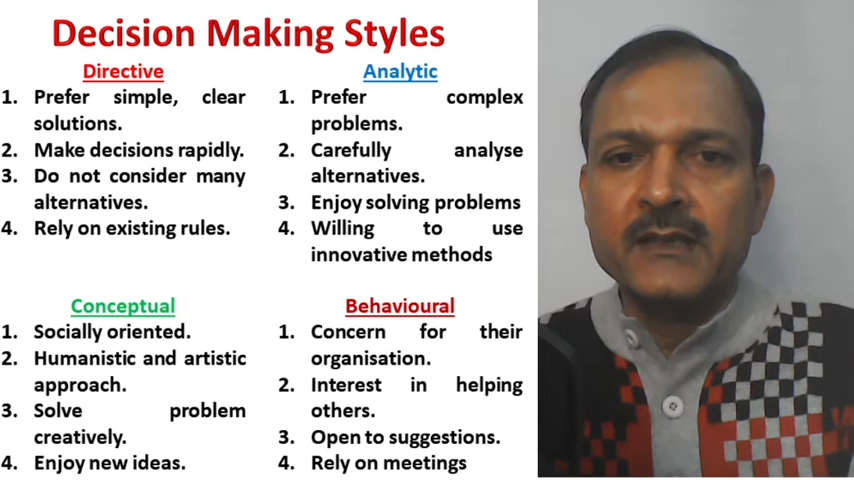 Decision Making Styles
Directive
1. Prefer simple, clear
solutions.
2. Make decisions rapidly.
3. Do not consider many
alternatives.
4. Rely on existing rules.
Analytic
1. Prefer complex
problems.
2. Carefully analyse
alternatives.
3. Enjoy solving problems
4. Willing to use
innovative methods
Conceptual
1. Socially oriented.
2. Humanistic and artistic
approach.
3. Solve problem
creatively.
4. Enjoy new ideas.
Behavioural
1. Concern for their
organisation.
2. Interest in helping
others.
3. Open to suggestions.
4. Rely on meetings